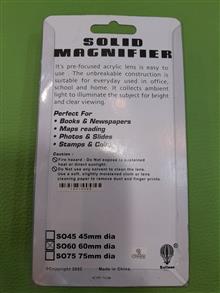 SOLID
MAGNIFIER
It's pre-focused acrylic lens is easy to
use . The unbreakable construction is
suitable for everyday used in office,
school and home. It collects ambient
light to illuminate the subject for bright
and clear viewing.
Perfect For
• Books & Newspapers
• Maps reading
• Photos & Slides
• Stamps & Coins
Cautions :
Fire hazard : Do Not expose to sustained
heat or direct sunlight.
Do Not use any solvent to clean the lens.
Use a soft, slightly moisture cloth or lens
cleaning paper to remove dust and finger prints.
SO45 45mm dia
SO60 60mm dia
SO75 75mm dia
Balloon
Made in China